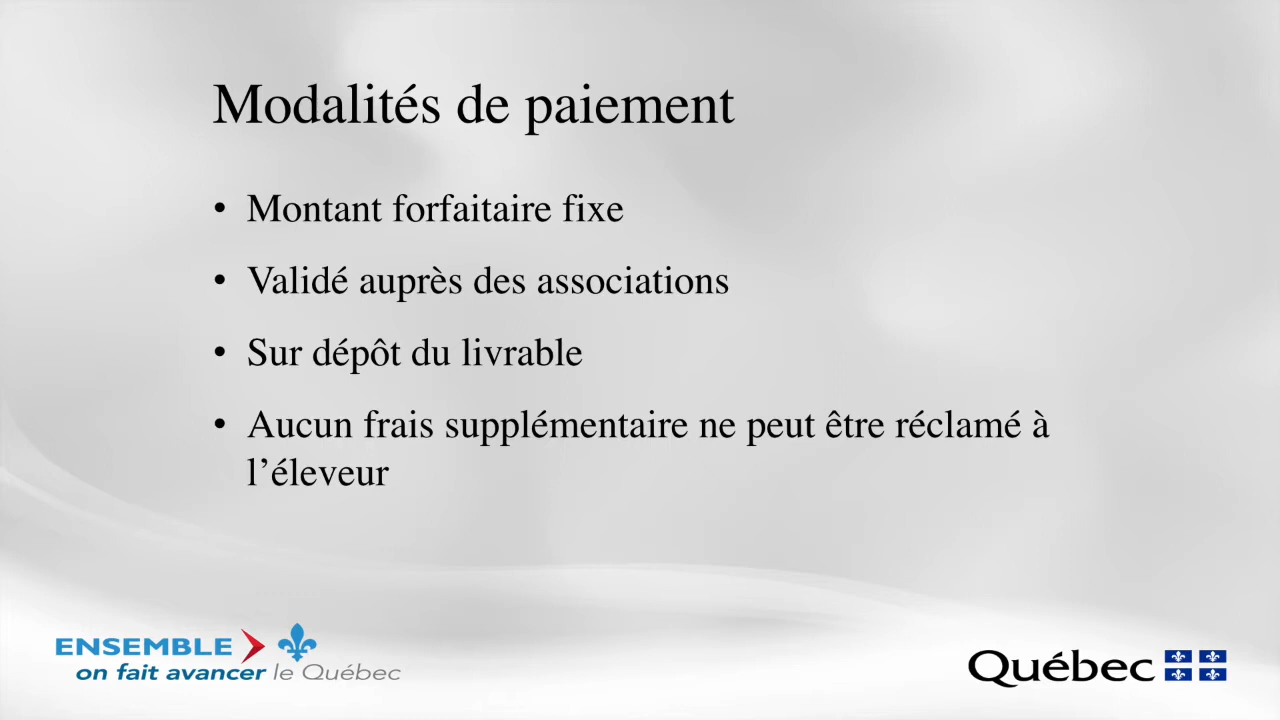 Modalités de paiement
• Montant forfaitaire fixe
• Validé auprès des associations
• Sur dépôt du livrable
• Aucun frais supplémentaire ne peut être réclamé à
l’éleveur
ENSEMBLE
on fait avancer le Québec
Québec